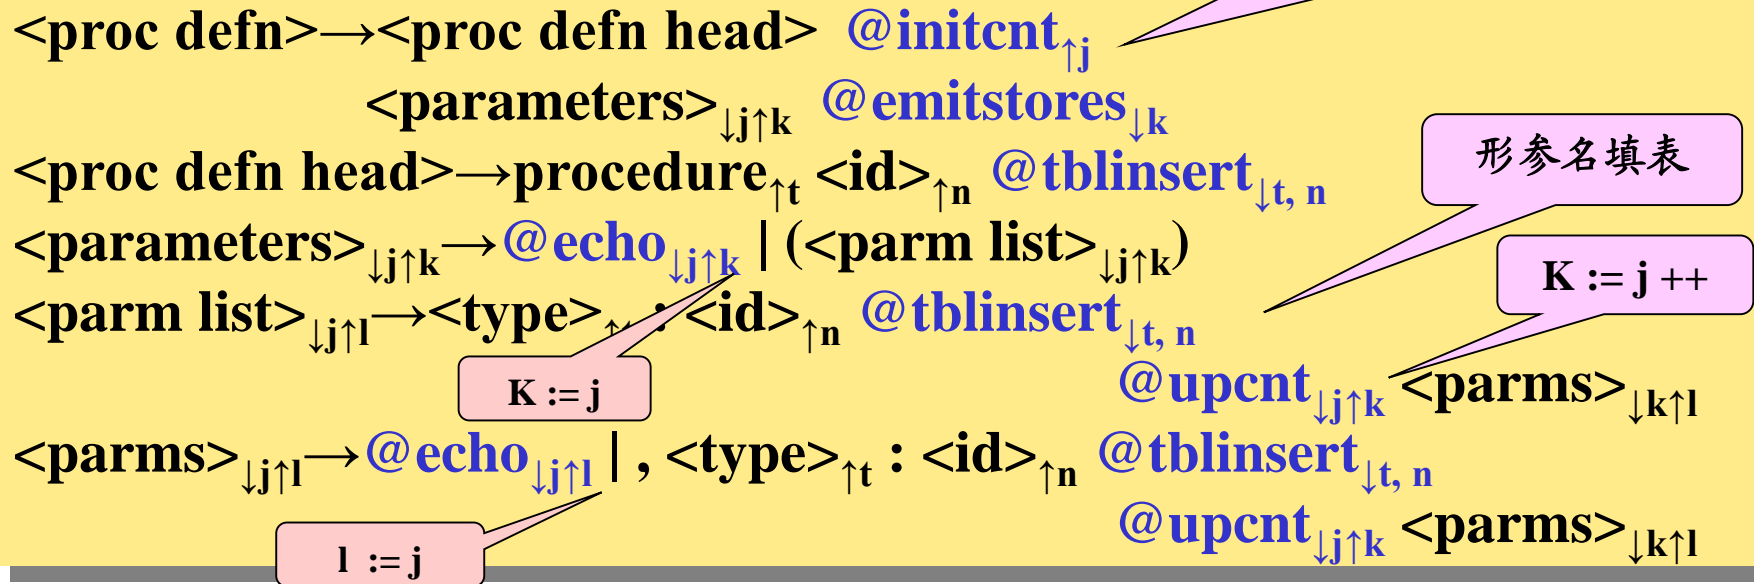 <proc defn>→<proc defn head> @initcnt↑j
<parameters>↓j↑k @emitstores↓k
形参名填表
<proc defn head>→procedure↑t <id>↑n @tblinsert↓t, n
<parameters>↓j↑k→@echo↓j↑k | (<parm list>↓j↑k)
K := j ++
<parm list>↓j↑l→<type>↑t : <id>↑n @tblinsert↓t, n
K := j
@upcnt↓j↑k <parms>↓k↑l
<parms>↓j↑l→@echo↓j↑l | , <type>↑t : <id>↑n @tblinsert↓t, n
@upcnt↓j↑k <parms>↓k↑l
l := j